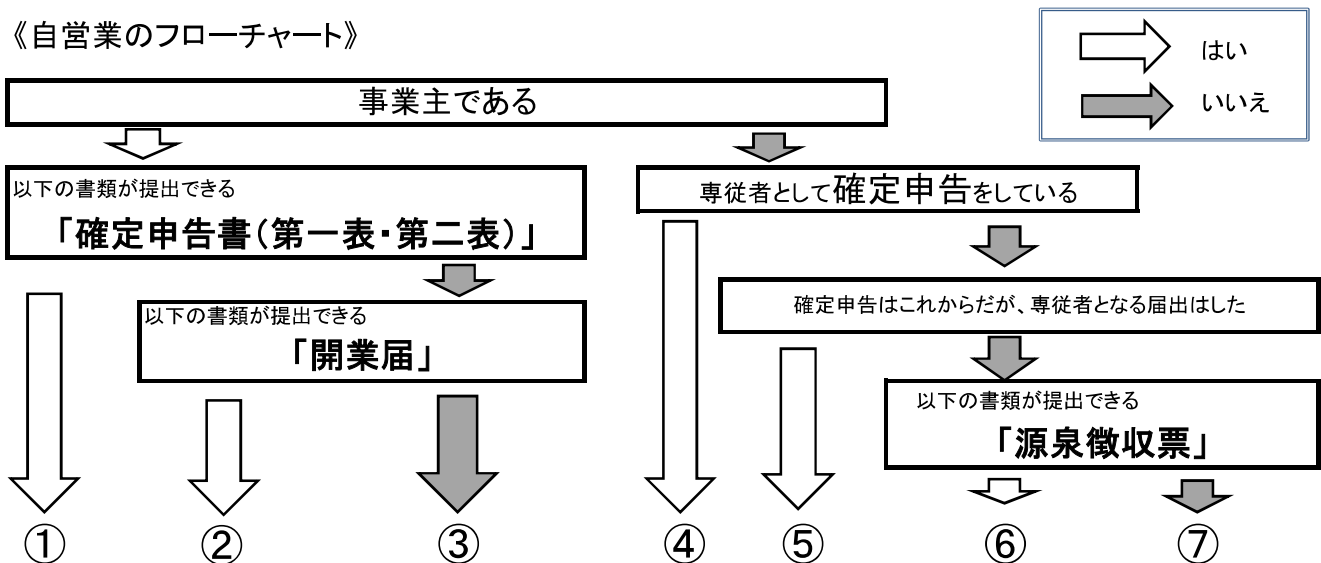 《自営業のフローチャート》
はい
いいえ
事業主である
以下の書類が提出できる
「確定申告書(第一表・第二表)」
専従者として確定申告をしている
以下の書類が提出できる
「開業届」
確定申告はこれからだが、専従者となる届出はした
以下の書類が提出できる
「源泉徴収票」
① ② ③ ④ ⑤ ⑥ ⑦